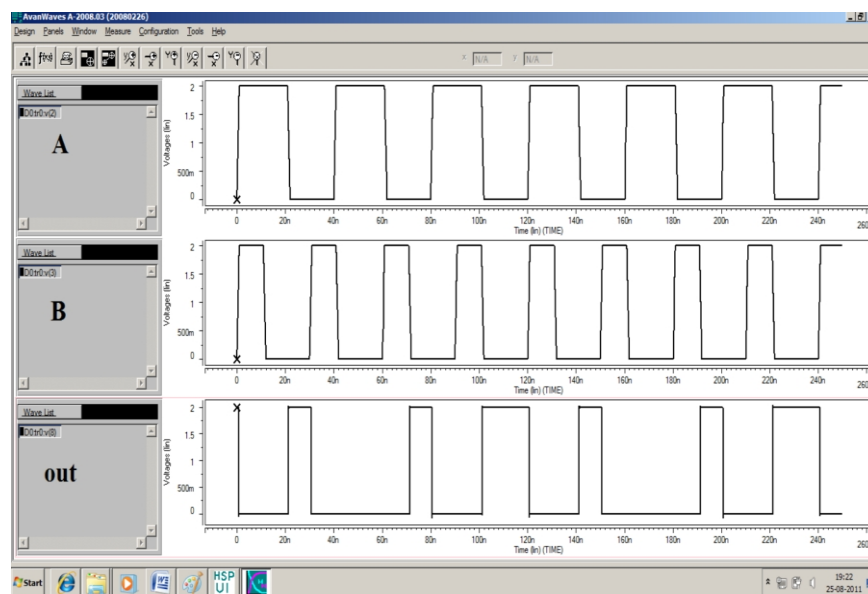 AvanWaves A-2008.03 (20080226)
Design Panels Window Measure Configuration Tools Help
f(x)
X N/A Y N/A
Wave List
D0:tr0:v(2)
A
Voltages (lin)
2
1.5
1
500m
0
0 20n 40n 60n 80n 100n 120n 140n 160n 180n 200n 220n 240n 260
Time (lin) (TIME)
Wave List
D0:tr0:v(3)
B
Voltages (lin)
2
1.5
1
500m
0
0 20n 40n 60n 80n 100n 120n 140n 160n 180n 200n 220n 240n 260
Time (lin) (TIME)
Wave List
D0:tr0:v(8)
out
Voltages (lin)
2
1.5
1
500m
0
0 20n 40n 60n 80n 100n 120n 140n 160n 180n 200n 220n 240n 260
Time (lin) (TIME)
Start
HSP
UI
19:22
25-08-2011